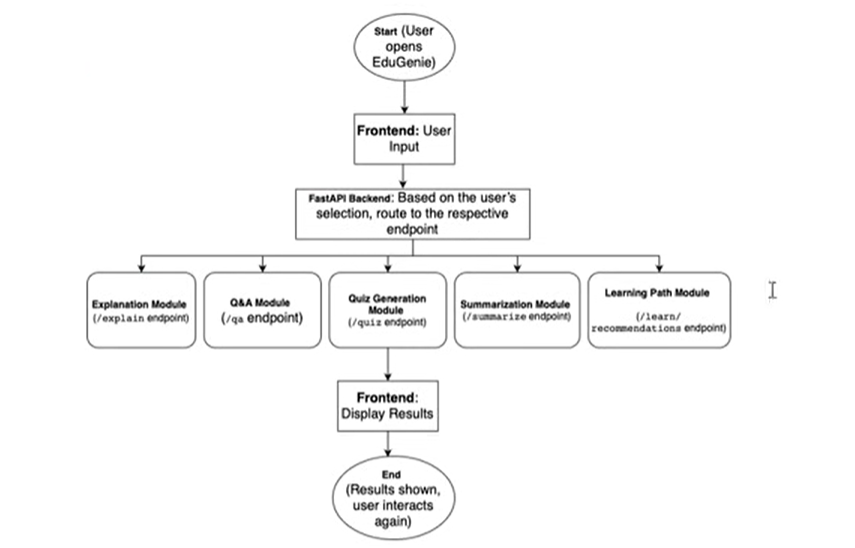 Start (User
opens
EduGenie)
Frontend: User
Input
FastAPI Backend: Based on the user's
selection, route to the respective
endpoint
Explanation Module
(/explain endpoint)
Q&A Module
(/qa endpoint)
Quiz Generation
Module
(/quiz endpoint)
Summarization Module
(/summarize endpoint)
Learning Path Module
(/learn/
recommendations endpoint)
Frontend:
Display Results
End
(Results shown,
user interacts
again)